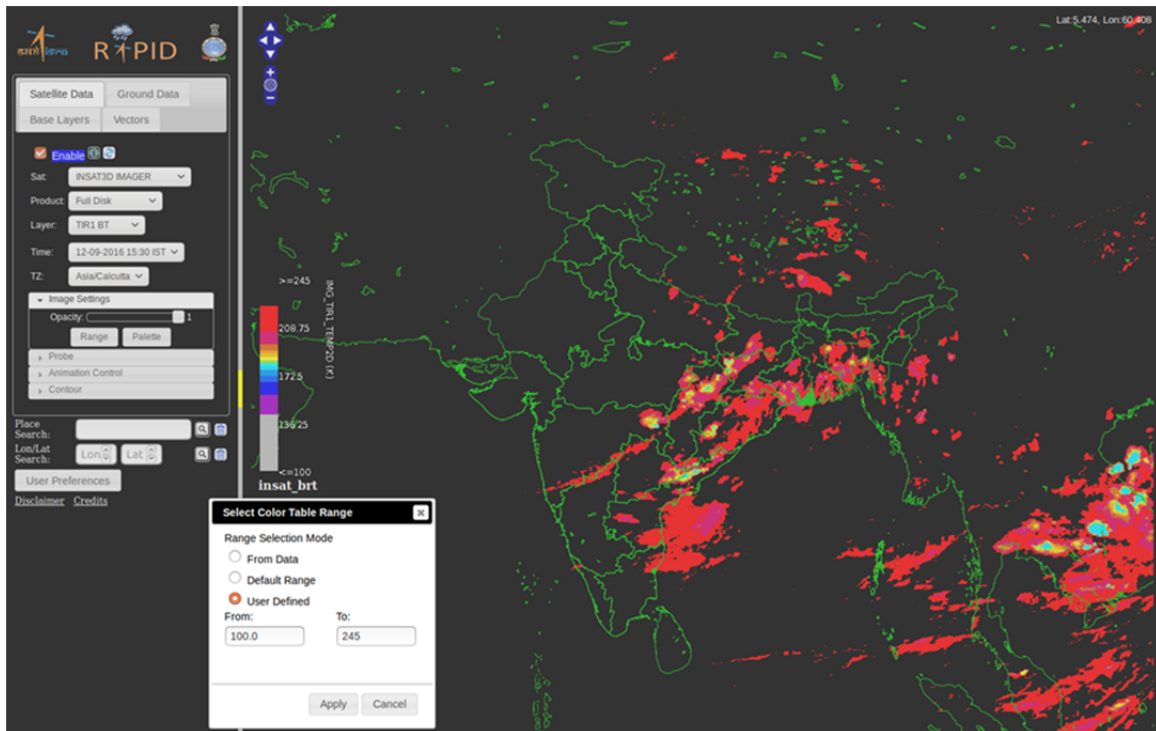 Lat:5.474, Lon:60.408
इसरो isro
RAPID
Satellite Data
Ground Data
Base Layers
Vectors
Enable
Sat: INSAT3D IMAGER
Product: Full Disk
Layer: TIR1 BT
Time: 12-09-2016 15:30 IST
TZ: Asia/Calcutta
Image Settings
Opacity: 1
Range
Palette
Probe
Animation Control
Contour
Place Search:
Lon/Lat Search: Lon Lat
User Preferences
Disclaimer Credits
>=245
208.75
172.5
136.25
<=100
IMG_TIR1_TEMP2D (K)
insat_brt
Select Color Table Range
Range Selection Mode
From Data
Default Range
User Defined
From: To:
100.0 245
Apply Cancel